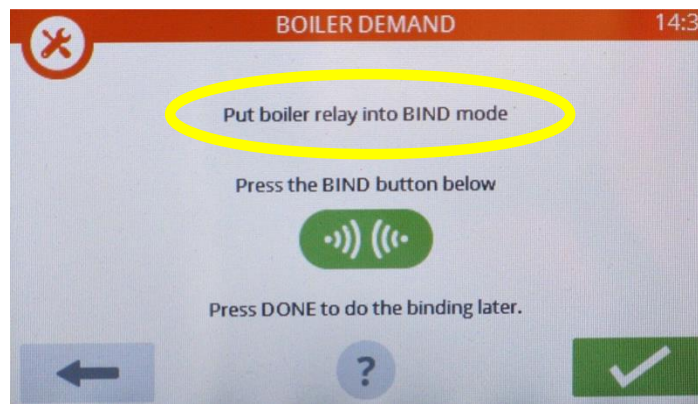 BOILER DEMAND 14:3
Put boiler relay into BIND mode
Press the BIND button below
Press DONE to do the binding later.
?